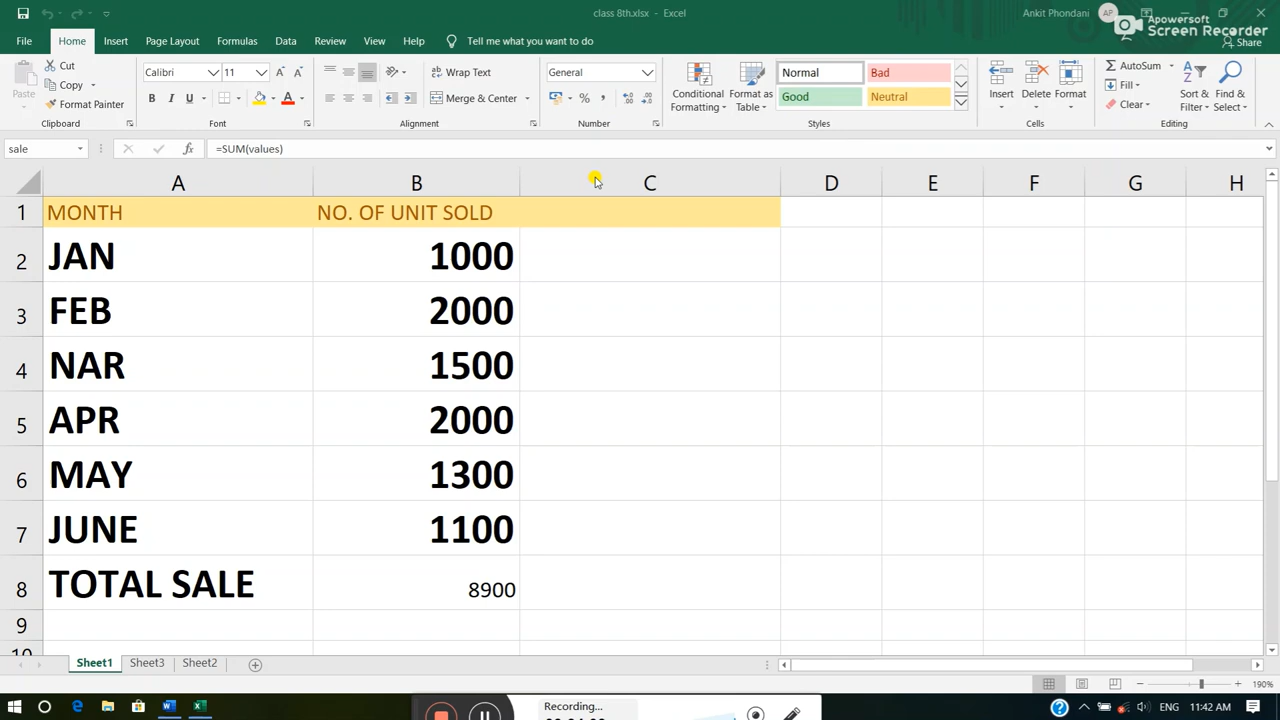 class 8th.xlsx - Excel
Ankit Phondani AP
Apowersoft
Screen Recorder
File Home Insert Page Layout Formulas Data Review View Help Tell me what you want to do Share
Paste Cut Copy Format Painter
Calibri 11
B I U A
Wrap Text
Merge & Center
General
%
Conditional Formatting
Format as Table
Normal Bad
Good Neutral
Insert Delete Format
AutoSum
Fill
Clear
Sort & Filter
Find & Select
Clipboard Font Alignment Number Styles Cells Editing
sale fx =SUM(values)
A B C D E F G H
1 MONTH NO. OF UNIT SOLD
2 JAN 1000
3 FEB 2000
4 NAR 1500
5 APR 2000
6 MAY 1300
7 JUNE 1100
8 TOTAL SALE 8900
9
10
Sheet1 Sheet3 Sheet2
190%
Recording...
ENG 11:42 AM